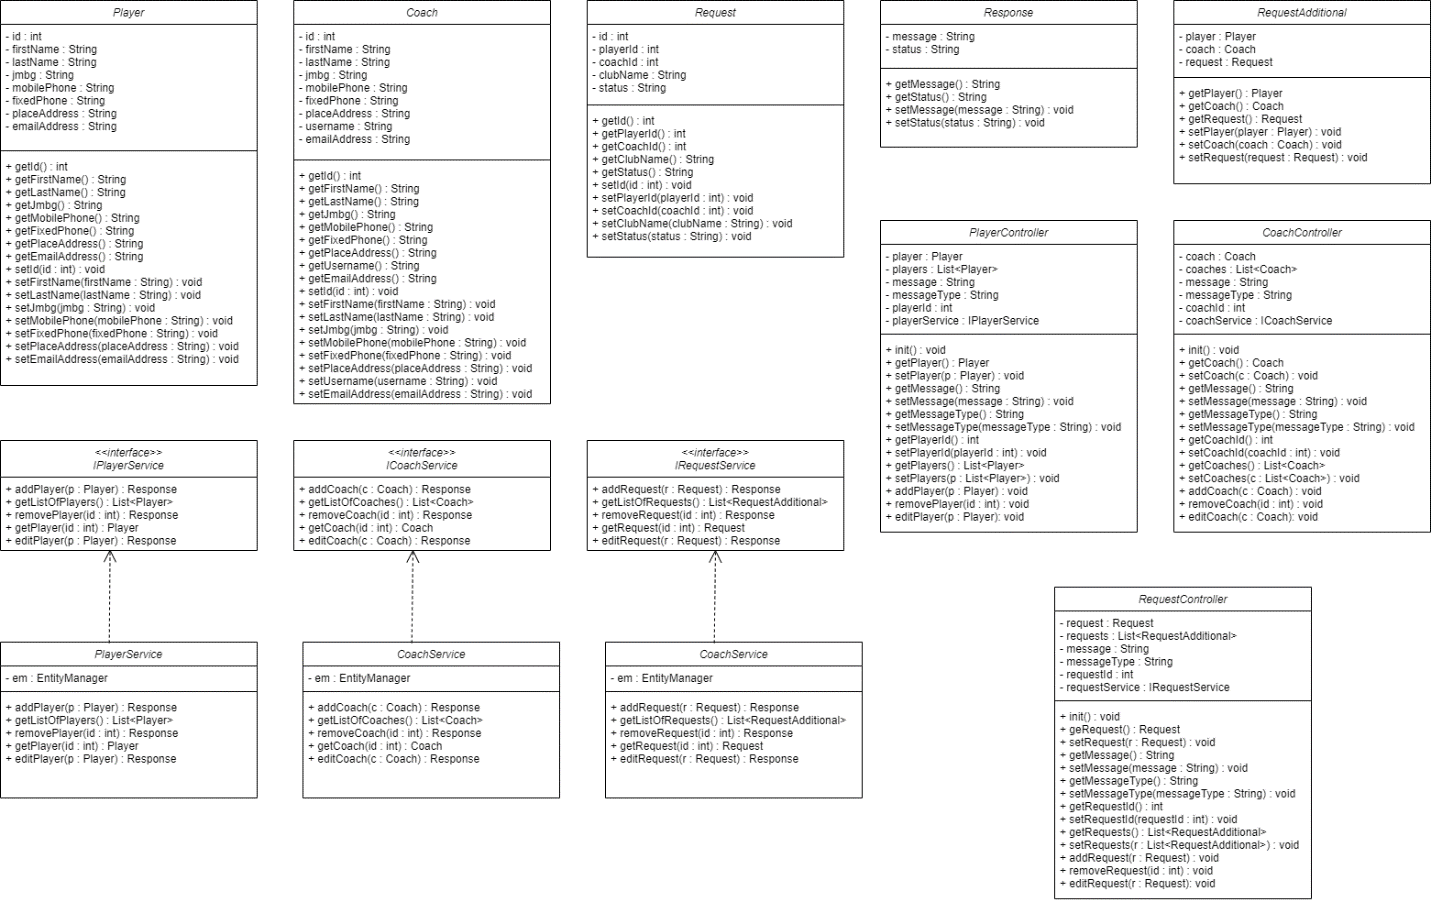 Player
- id : int
- firstName : String
- lastName : String
- jmbg : String
- mobilePhone : String
- fixedPhone : String
- placeAddress : String
- emailAddress : String
+ getId() : int
+ getFirstName() : String
+ getLastName() : String
+ getJmbg() : String
+ getMobilePhone() : String
+ getFixedPhone() : String
+ getPlaceAddress() : String
+ getEmailAddress() : String
+ setId(id : int) : void
+ setFirstName(firstName : String) : void
+ setLastName(lastName : String) : void
+ setJmbg(jmbg : String) : void
+ setMobilePhone(mobilePhone : String) : void
+ setFixedPhone(fixedPhone : String) : void
+ setPlaceAddress(placeAddress : String) : void
+ setEmailAddress(emailAddress : String) : void
Coach
- id : int
- firstName : String
- lastName : String
- jmbg : String
- mobilePhone : String
- fixedPhone : String
- placeAddress : String
- username : String
- emailAddress : String
+ getId() : int
+ getFirstName() : String
+ getLastName() : String
+ getJmbg() : String
+ getMobilePhone() : String
+ getFixedPhone() : String
+ getPlaceAddress() : String
+ getUsername() : String
+ getEmailAddress() : String
+ setId(id : int) : void
+ setFirstName(firstName : String) : void
+ setLastName(lastName : String) : void
+ setJmbg(jmbg : String) : void
+ setMobilePhone(mobilePhone : String) : void
+ setFixedPhone(fixedPhone : String) : void
+ setPlaceAddress(placeAddress : String) : void
+ setUsername(username : String) : void
+ setEmailAddress(emailAddress : String) : void
Request
- id : int
- playerId : int
- coachId : int
- clubName : String
- status : String
+ getId() : int
+ getPlayerId() : int
+ getCoachId() : int
+ getClubName() : String
+ getStatus() : String
+ setId(id : int) : void
+ setPlayerId(playerId : int) : void
+ setCoachId(coachId : int) : void
+ setClubName(clubName : String) : void
+ setStatus(status : String) : void
Response
- message : String
- status : String
+ getMessage() : String
+ getStatus() : String
+ setMessage(message : String) : void
+ setStatus(status : String) : void
RequestAdditional
- player : Player
- coach : Coach
- request : Request
+ getPlayer() : Player
+ getCoach() : Coach
+ getRequest() : Request
+ setPlayer(player : Player) : void
+ setCoach(coach : Coach) : void
+ setRequest(request : Request) : void
PlayerController
- player : Player
- players : List<Player>
- message : String
- messageType : String
- playerId : int
- playerService : IPlayerService
+ init() : void
+ getPlayer() : Player
+ setPlayer(p : Player) : void
+ getMessage() : String
+ setMessage(message : String) : void
+ getMessageType() : String
+ setMessageType(messageType : String) : void
+ getPlayerId() : int
+ setPlayerId(playerId : int) : void
+ getPlayers() : List<Player>
+ setPlayers(p : List<Player>) : void
+ addPlayer(p : Player) : void
+ removePlayer(id : int) : void
+ editPlayer(p : Player): void
CoachController
- coach : Coach
- coaches : List<Coach>
- message : String
- messageType : String
- coachId : int
- coachService : ICoachService
+ init() : void
+ getCoach() : Coach
+ setCoach(c : Coach) : void
+ getMessage() : String
+ setMessage(message : String) : void
+ getMessageType() : String
+ setMessageType(messageType : String) : void
+ getCoachId() : int
+ setCoachId(coachId : int) : void
+ getCoaches() : List<Coach>
+ setCoaches(c : List<Coach>) : void
+ addCoach(c : Coach) : void
+ removeCoach(id : int) : void
+ editCoach(c : Coach): void
<<interface>>
IPlayerService
+ addPlayer(p : Player) : Response
+ getListOfPlayers() : List<Player>
+ removePlayer(id : int) : Response
+ getPlayer(id : int) : Player
+ editPlayer(p : Player) : Response
<<interface>>
ICoachService
+ addCoach(c : Coach) : Response
+ getListOfCoaches() : List<Coach>
+ removeCoach(id : int) : Response
+ getCoach(id : int) : Coach
+ editCoach(c : Coach) : Response
<<interface>>
IRequestService
+ addRequest(r : Request) : Response
+ getListOfRequests() : List<RequestAdditional>
+ removeRequest(id : int) : Response
+ getRequest(id : int) : Request
+ editRequest(r : Request) : Response
PlayerService
- em : EntityManager
+ addPlayer(p : Player) : Response
+ getListOfPlayers() : List<Player>
+ removePlayer(id : int) : Response
+ getPlayer(id : int) : Player
+ editPlayer(p : Player) : Response
CoachService
- em : EntityManager
+ addCoach(c : Coach) : Response
+ getListOfCoaches() : List<Coach>
+ removeCoach(id : int) : Response
+ getCoach(id : int) : Coach
+ editCoach(c : Coach) : Response
CoachService
- em : EntityManager
+ addRequest(r : Request) : Response
+ getListOfRequests() : List<RequestAdditional>
+ removeRequest(id : int) : Response
+ getRequest(id : int) : Request
+ editRequest(r : Request) : Response
RequestController
- request : Request
- requests : List<RequestAdditional>
- message : String
- messageType : String
- requestId : int
- requestService : IRequestService
+ init() : void
+ geRequest() : Request
+ setRequest(r : Request) : void
+ getMessage() : String
+ setMessage(message : String) : void
+ getMessageType() : String
+ setMessageType(messageType : String) : void
+ getRequestId() : int
+ setRequestId(requestId : int) : void
+ getRequests() : List<RequestAdditional>
+ setRequests(r : List<RequestAdditional>) : void
+ addRequest(r : Request) : void
+ removeRequest(id : int) : void
+ editRequest(r : Request): void